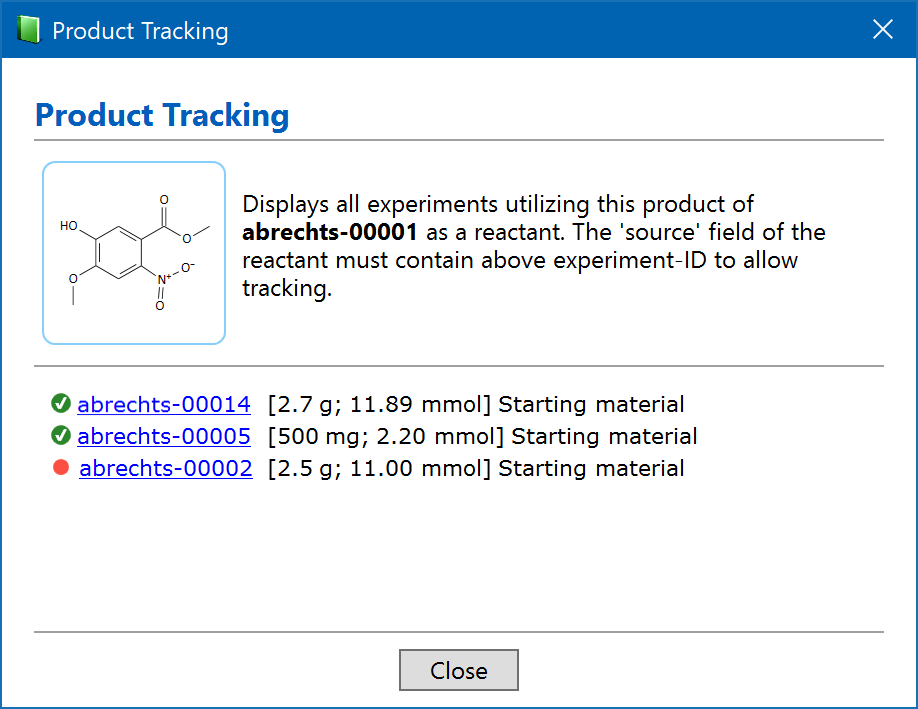 Product Tracking
Product Tracking
O
HO
O
O
N+
O-
O
Displays all experiments utilizing this product of
abrechts-00001 as a reactant. The 'source' field of the
reactant must contain above experiment-ID to allow
tracking.
abrechts-00014 [2.7 g; 11.89 mmol] Starting material
abrechts-00005 [500 mg; 2.20 mmol] Starting material
abrechts-00002 [2.5 g; 11.00 mmol] Starting material
Close